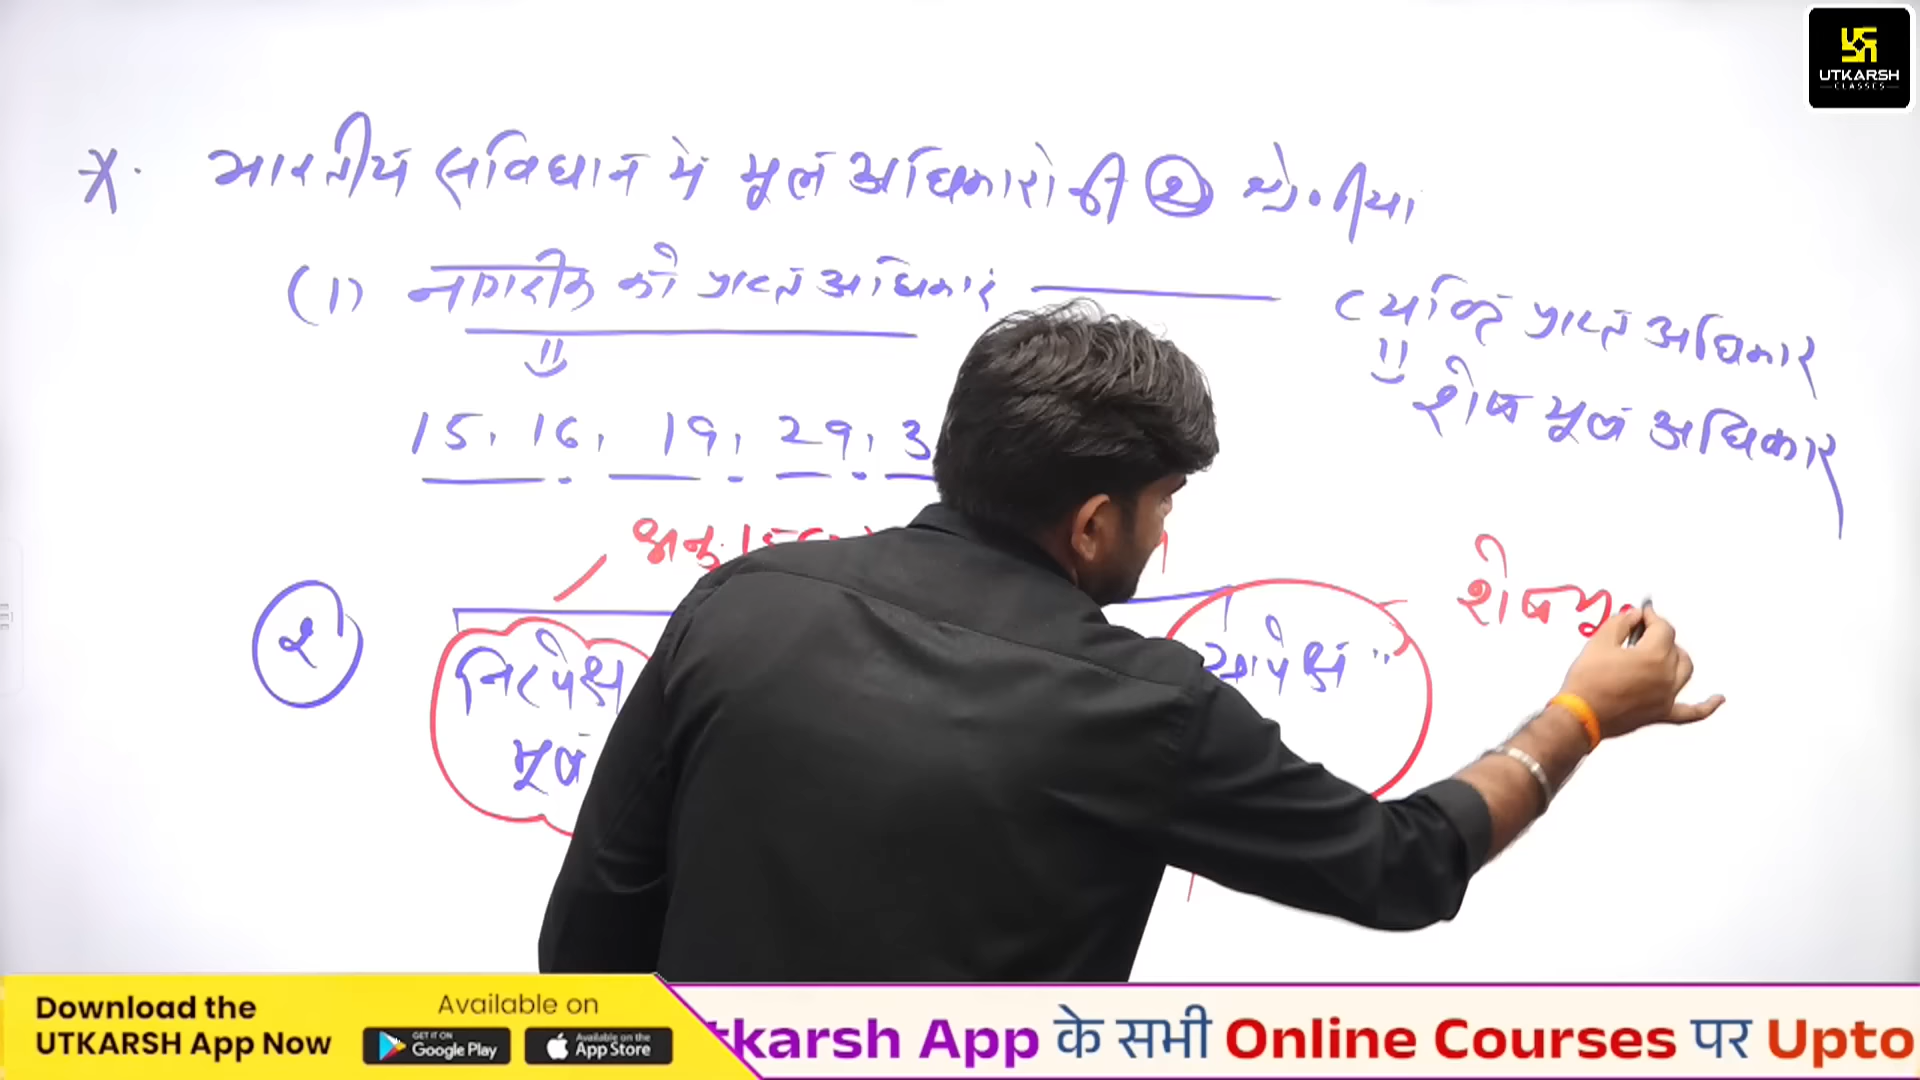 UTKARSH
CLASSES
* भारतीय संविधान में मूल अधिकारो की ② श्रेणीया
(1) नागरीक को प्राप्त अधिकार
व्यक्ति प्राप्त अधिकार
शेष मूल अधिकार
15, 16, 19, 29, 3
अनु.
शेष मू
२
निरपेक्ष
सापेक्ष "
मूल
Download the
UTKARSH App Now
Available on
GET IT ON
Google Play
Available on the
App Store
tkarsh App के सभी Online Courses पर Upto